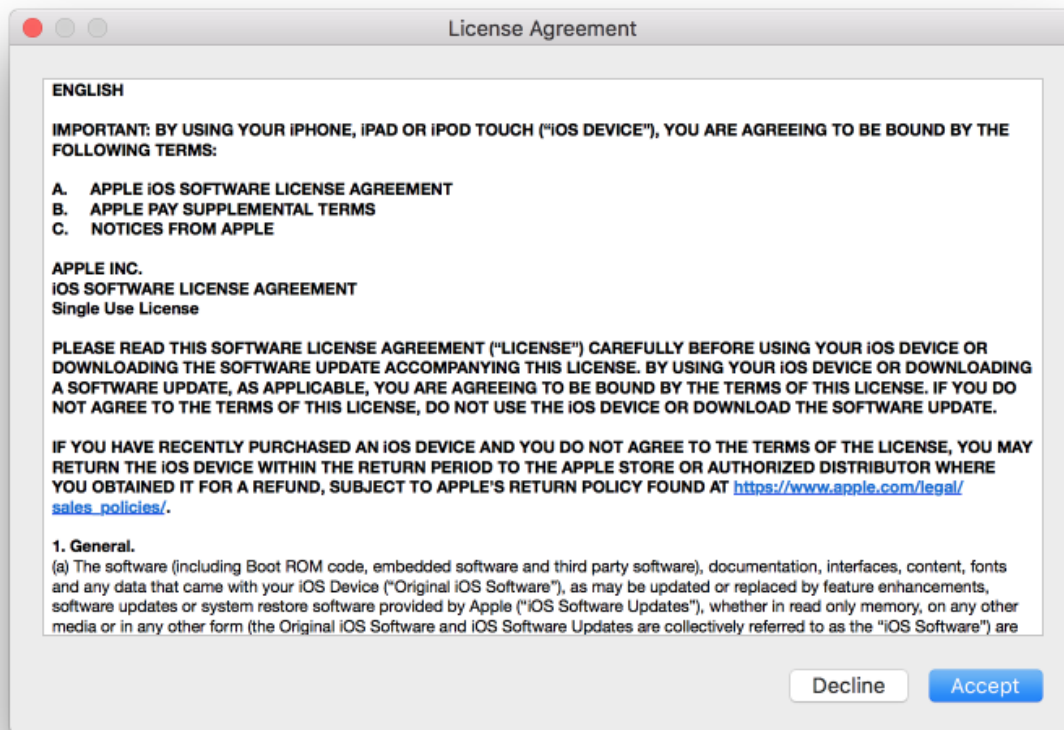 License Agreement
ENGLISH
IMPORTANT: BY USING YOUR iPHONE, iPAD OR iPOD TOUCH (“iOS DEVICE”), YOU ARE AGREEING TO BE BOUND BY THE
FOLLOWING TERMS:
A. APPLE iOS SOFTWARE LICENSE AGREEMENT
B. APPLE PAY SUPPLEMENTAL TERMS
C. NOTICES FROM APPLE
APPLE INC.
iOS SOFTWARE LICENSE AGREEMENT
Single Use License
PLEASE READ THIS SOFTWARE LICENSE AGREEMENT (“LICENSE”) CAREFULLY BEFORE USING YOUR iOS DEVICE OR
DOWNLOADING THE SOFTWARE UPDATE ACCOMPANYING THIS LICENSE. BY USING YOUR iOS DEVICE OR DOWNLOADING
A SOFTWARE UPDATE, AS APPLICABLE, YOU ARE AGREEING TO BE BOUND BY THE TERMS OF THIS LICENSE. IF YOU DO
NOT AGREE TO THE TERMS OF THIS LICENSE, DO NOT USE THE iOS DEVICE OR DOWNLOAD THE SOFTWARE UPDATE.
IF YOU HAVE RECENTLY PURCHASED AN iOS DEVICE AND YOU DO NOT AGREE TO THE TERMS OF THE LICENSE, YOU MAY
RETURN THE iOS DEVICE WITHIN THE RETURN PERIOD TO THE APPLE STORE OR AUTHORIZED DISTRIBUTOR WHERE
YOU OBTAINED IT FOR A REFUND, SUBJECT TO APPLE’S RETURN POLICY FOUND AT https://www.apple.com/legal/
sales_policies/.
1. General.
(a) The software (including Boot ROM code, embedded software and third party software), documentation, interfaces, content, fonts
and any data that came with your iOS Device (“Original iOS Software”), as may be updated or replaced by feature enhancements,
software updates or system restore software provided by Apple (“iOS Software Updates”), whether in read only memory, on any other
media or in any other form (the Original iOS Software and iOS Software Updates are collectively referred to as the “iOS Software”) are
Decline
Accept